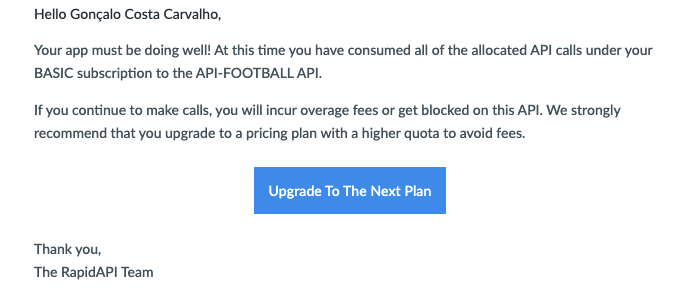 Hello Gonçalo Costa Carvalho,
Your app must be doing well! At this time you have consumed all of the allocated API calls under your
BASIC subscription to the API-FOOTBALL API.
If you continue to make calls, you will incur overage fees or get blocked on this API. We strongly
recommend that you upgrade to a pricing plan with a higher quota to avoid fees.
Upgrade To The Next Plan
Thank you,
The RapidAPI Team